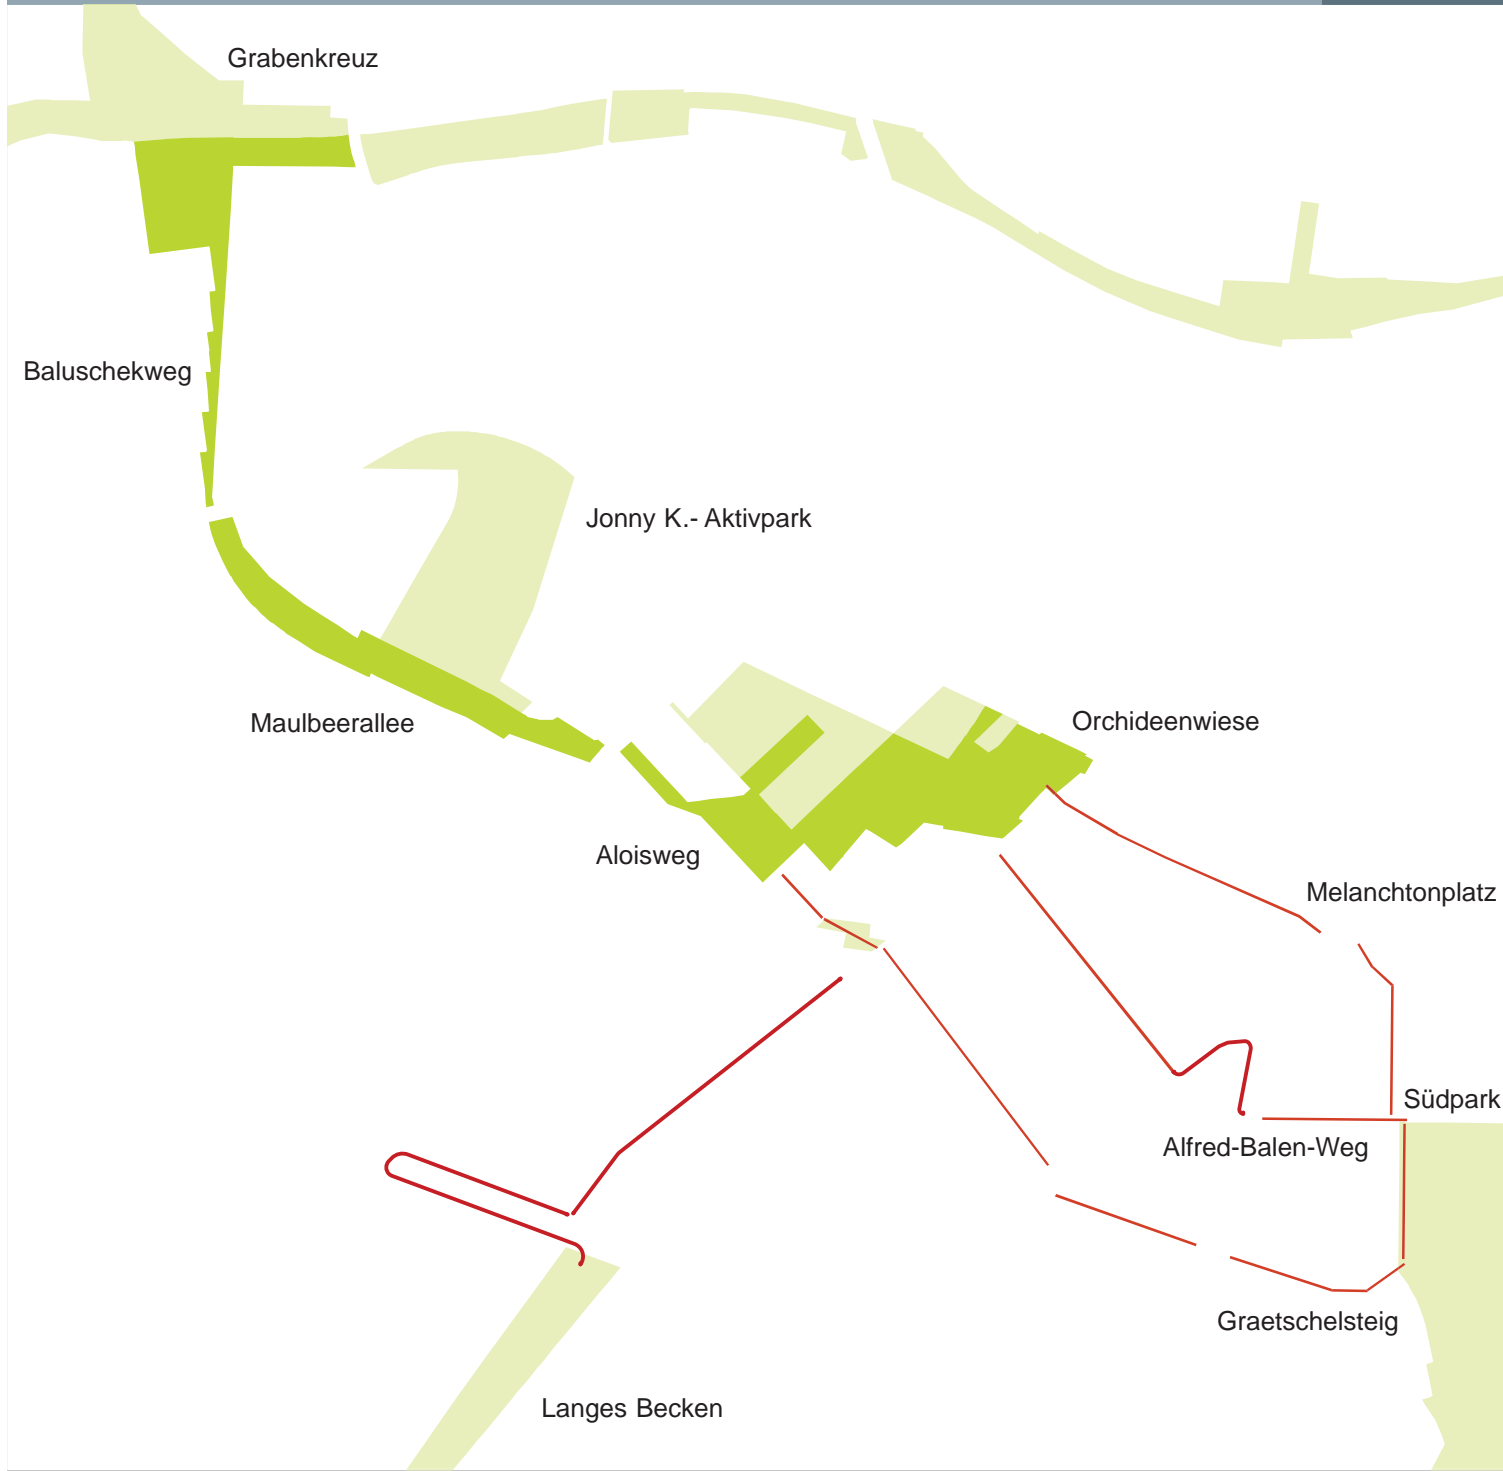 Grabenkreuz
Baluschekweg
Jonny K.- Aktivpark
Maulbeerallee
Orchideenwiese
Aloisweg
Melanchtonplatz
Südpark
Alfred-Balen-Weg
Graetschelsteig
Langes Becken